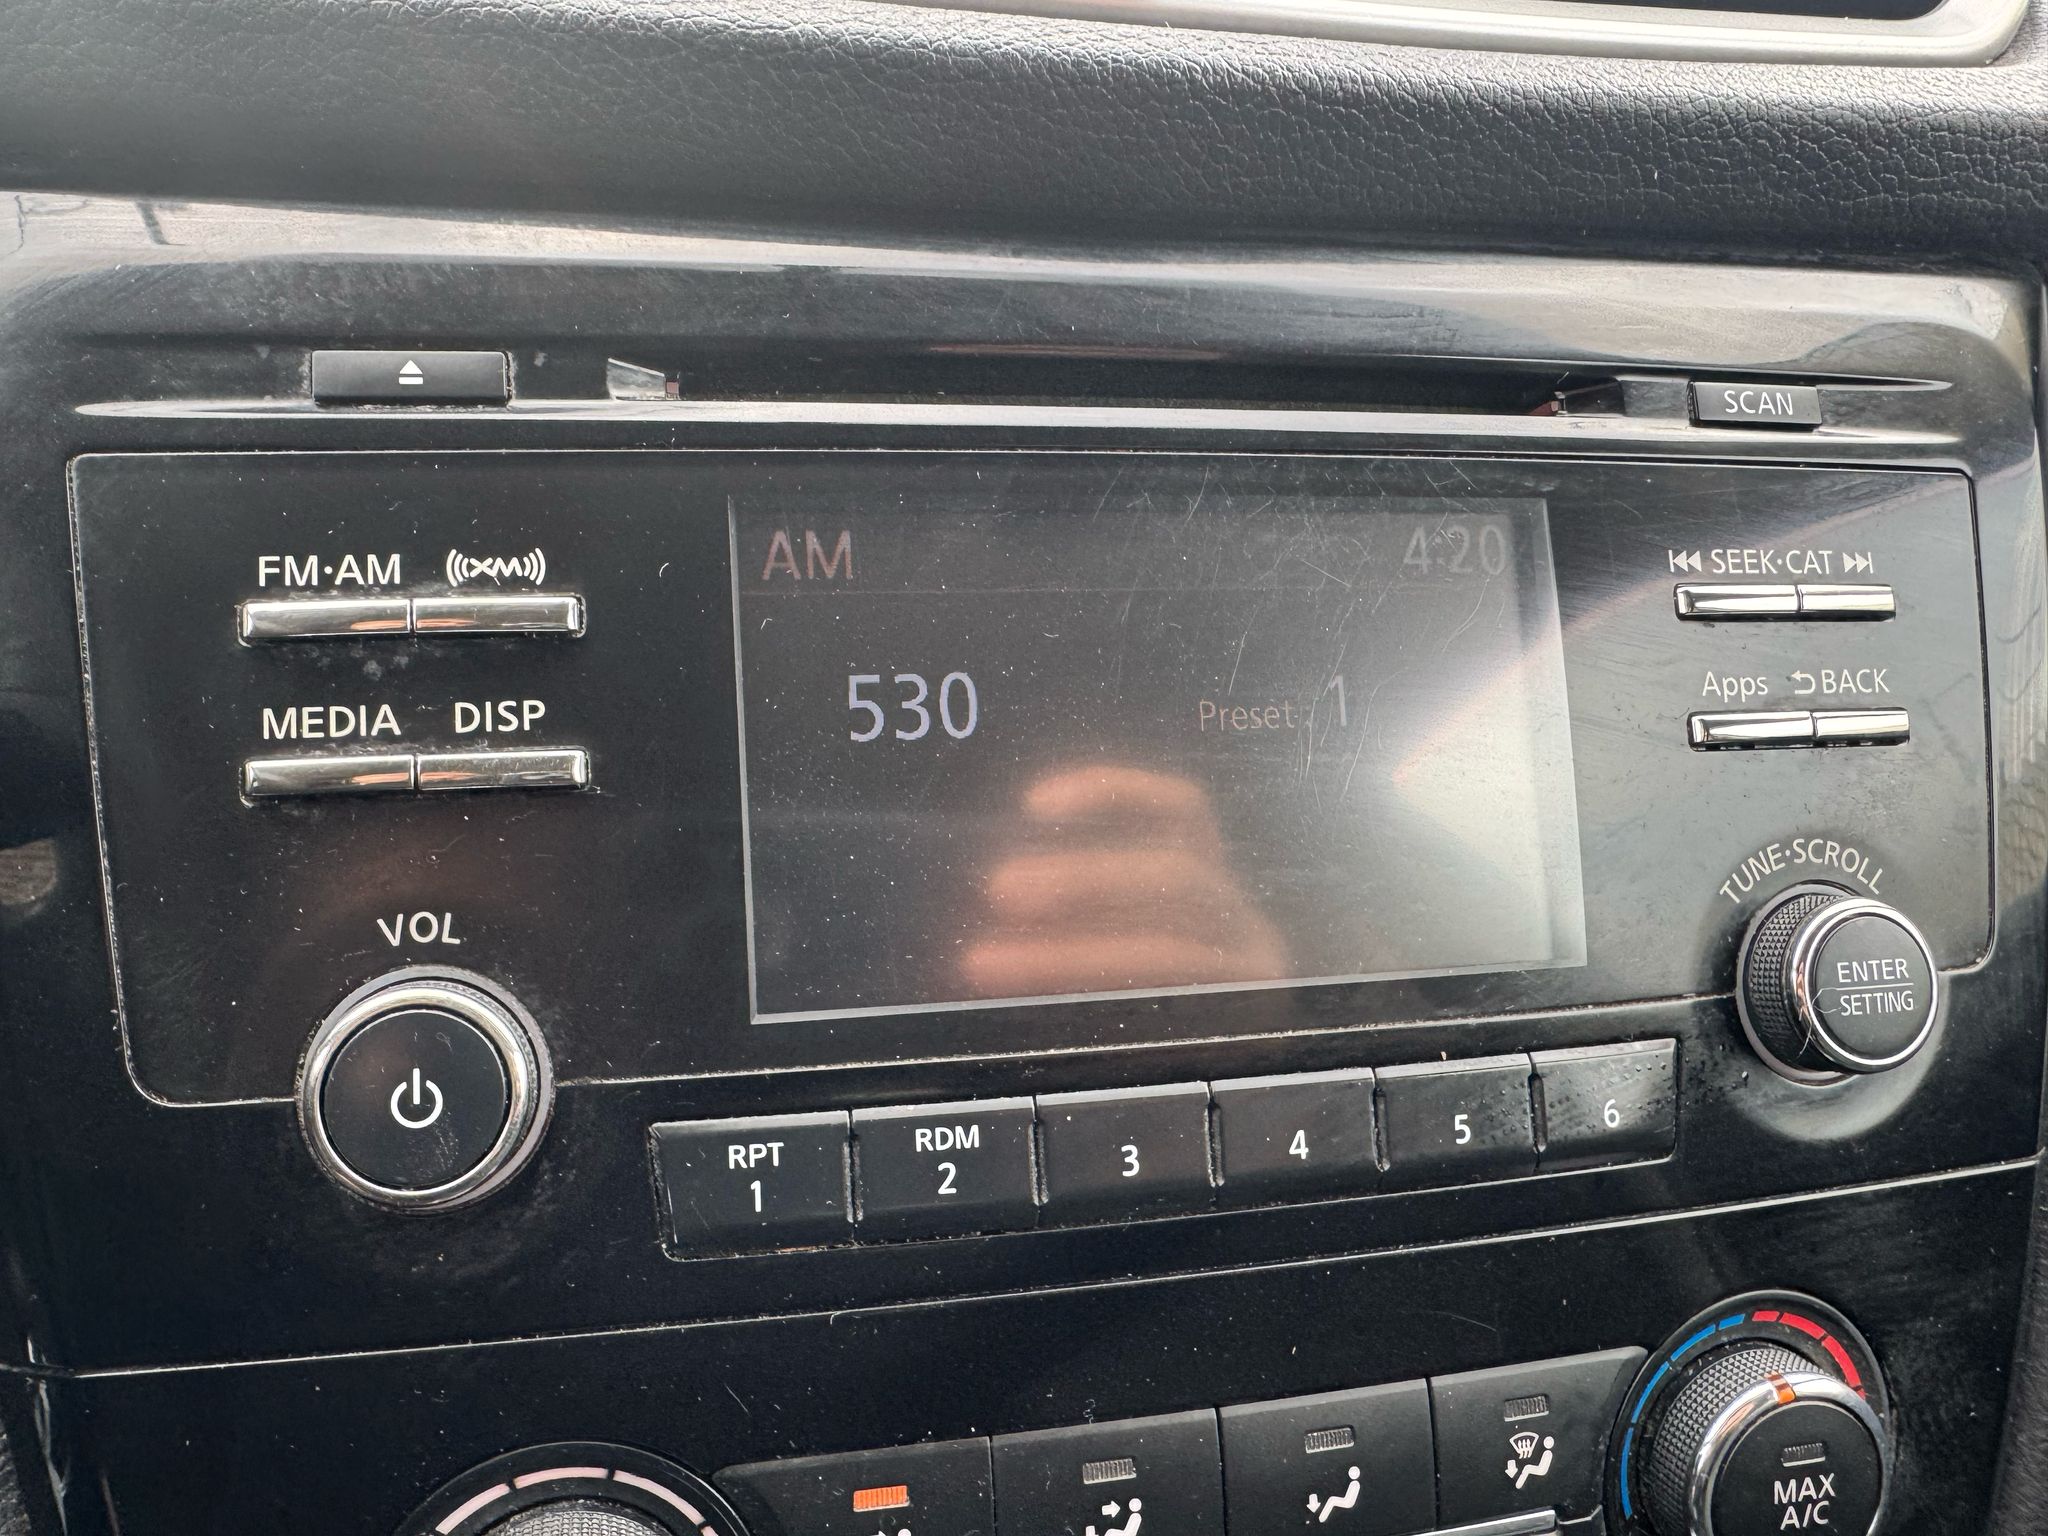 SCAN
FM·AM XM
AM 4:20
SEEK·CAT
530 Preset 1
MEDIA DISP
Apps BACK
TUNE·SCROLL
VOL
ENTER
SETTING
RPT
1
RDM
2
3
4
5
6
MAX
A/C